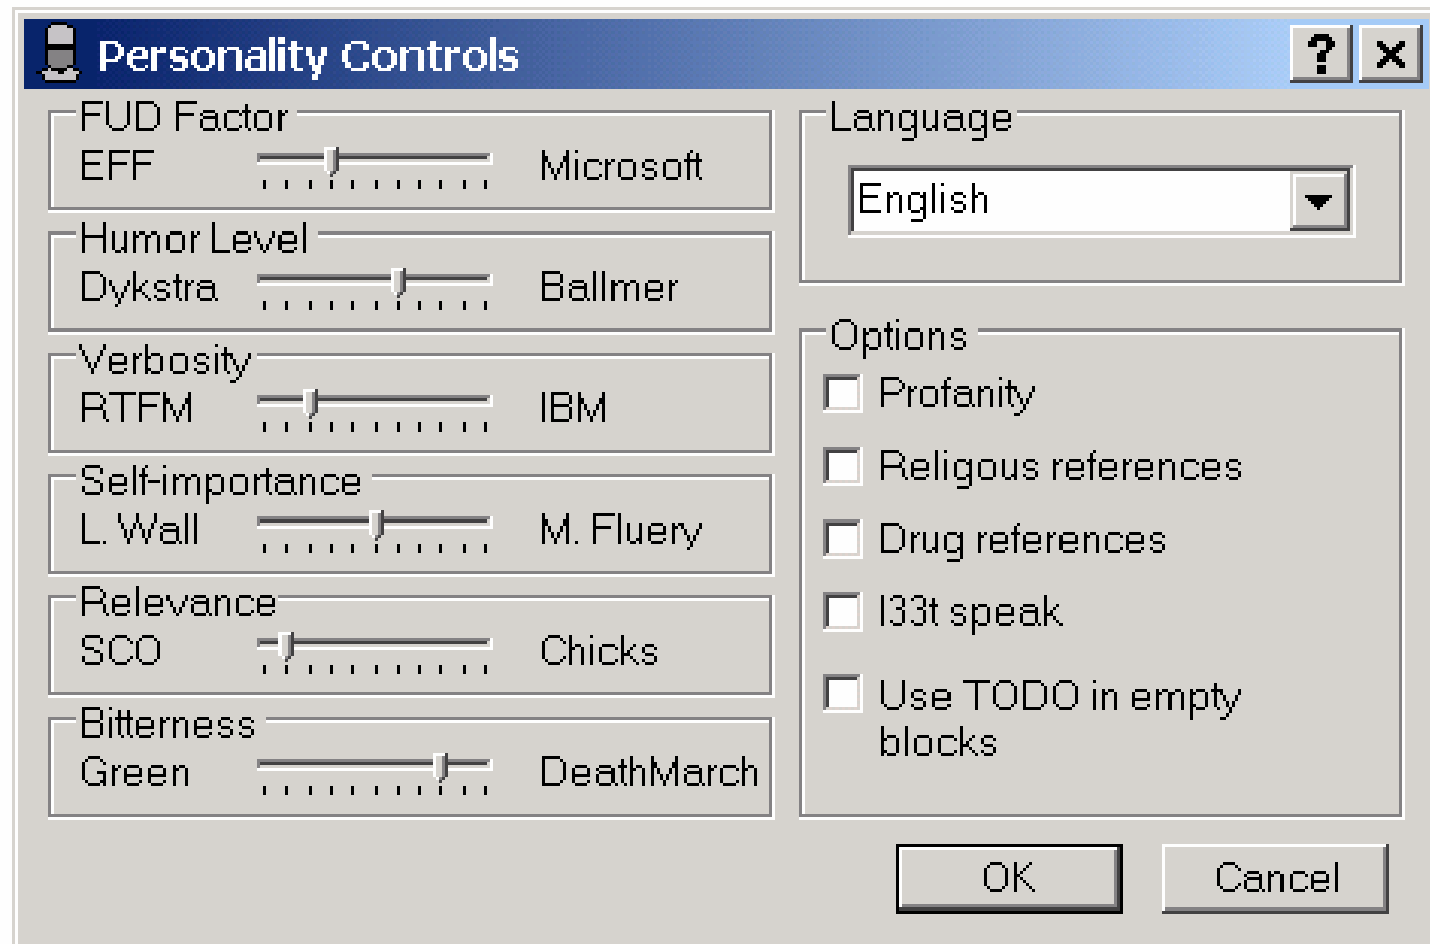 Personality Controls
FUD Factor
EFF Microsoft
Humor Level
Dykstra Ballmer
Verbosity
RTFM IBM
Self-importance
L. Wall M. Fluery
Relevance
SCO Chicks
Bitterness
Green DeathMarch
Language
English
Options
Profanity
Religous references
Drug references
l33t speak
Use TODO in empty
blocks
OK Cancel